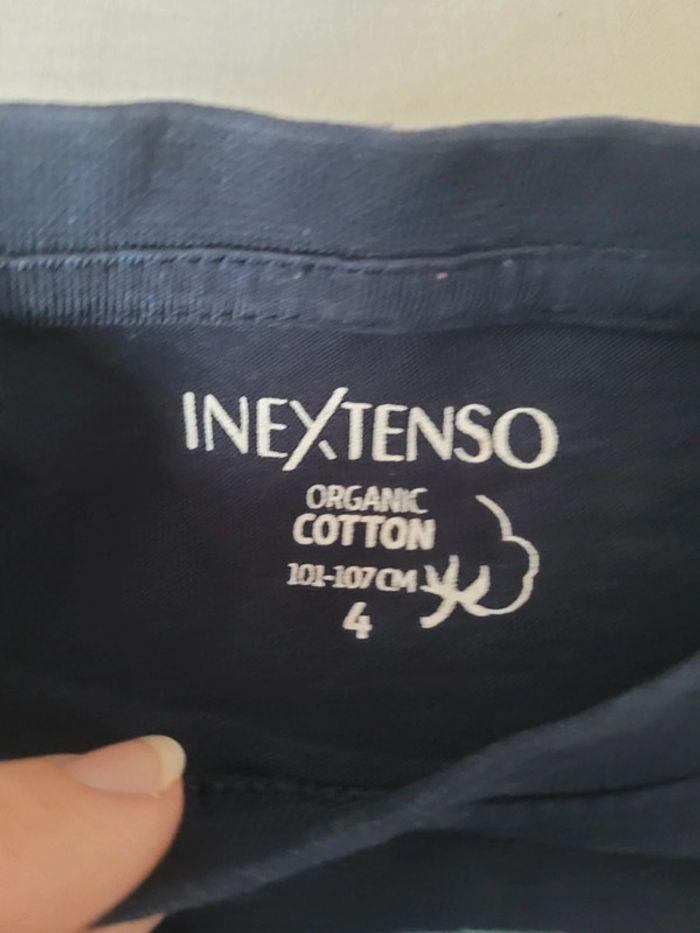 INEXTENSO
ORGANIC
COTTON
101-107 CM
4